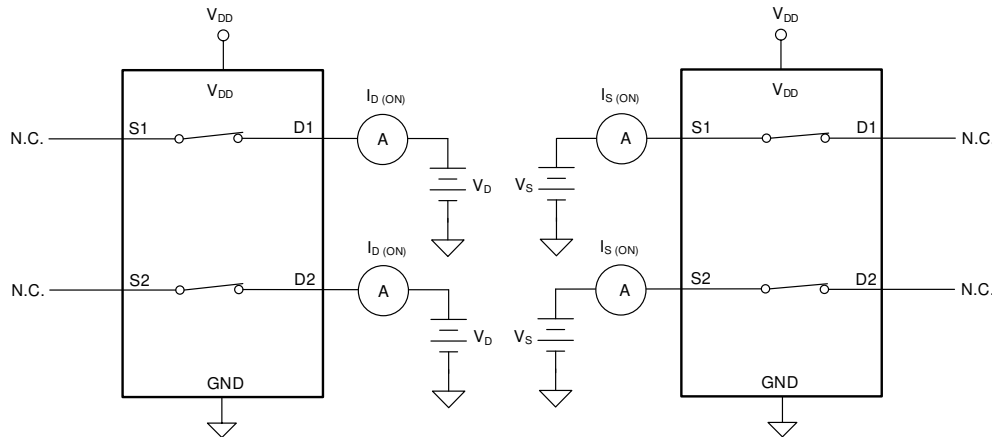 VDD
VDD
S1
D1
N.C.
ID (ON)
A
VD
S2
D2
N.C.
ID (ON)
A
VD
GND
VDD
VDD
IS (ON)
A
VS
S1
D1
N.C.
IS (ON)
A
VS
S2
D2
N.C.
GND